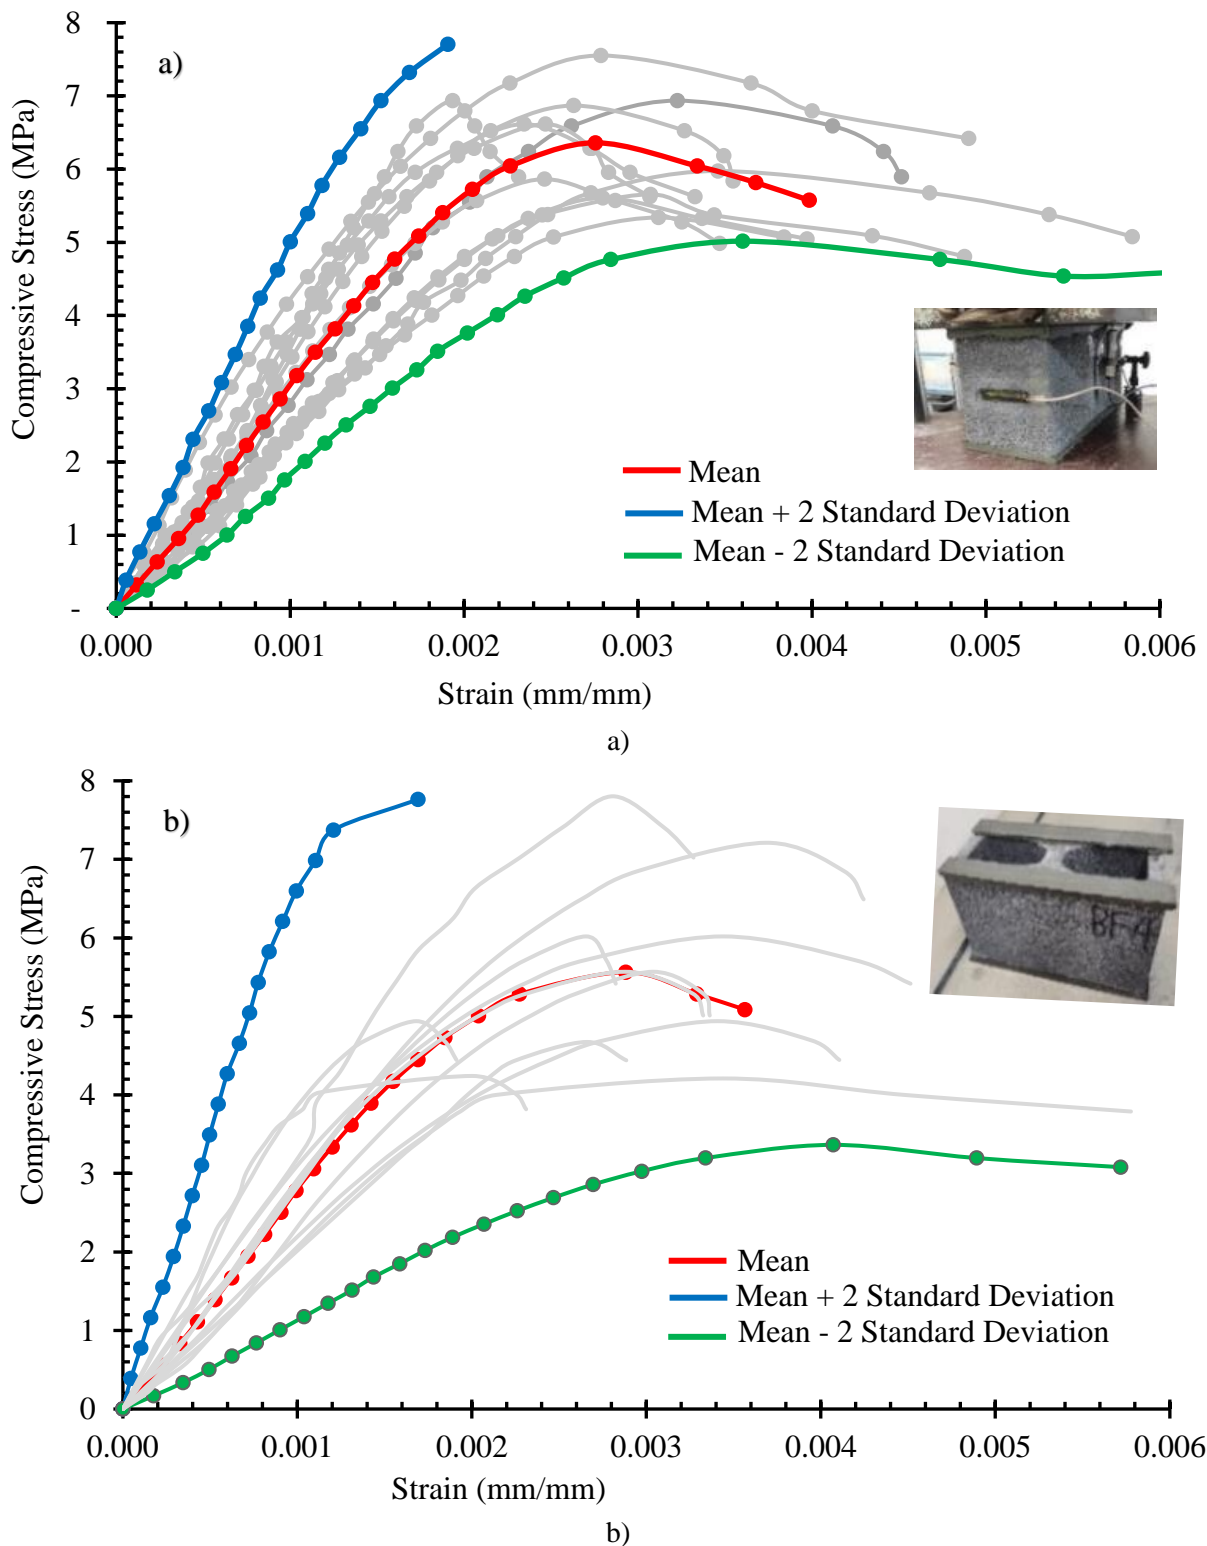 8
a)
7
6
5
4
3
2
1
-
Compressive Stress (MPa)
Mean
Mean + 2 Standard Deviation
Mean - 2 Standard Deviation
0.000 0.001 0.002 0.003 0.004 0.005 0.006
Strain (mm/mm)
a)
8
b)
7
6
5
4
3
2
1
0
Compressive Stress (MPa)
BF-4
Mean
Mean + 2 Standard Deviation
Mean - 2 Standard Deviation
0.000 0.001 0.002 0.003 0.004 0.005 0.006
Strain (mm/mm)
b)